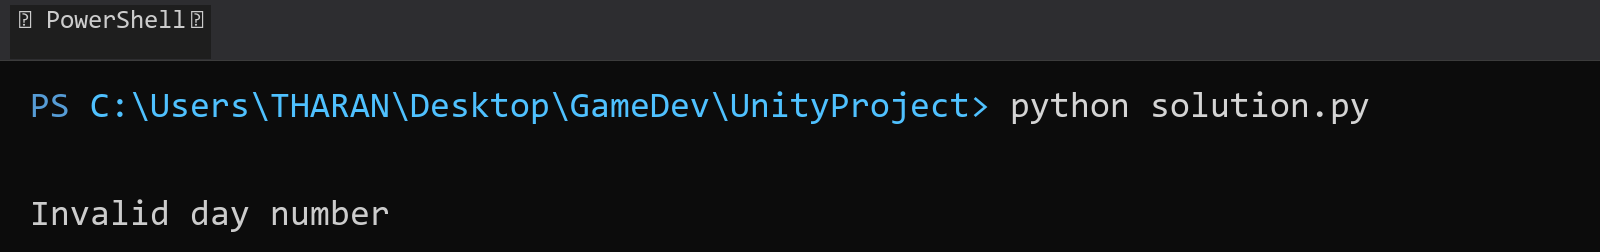 PowerShell
PS C:\Users\THARAN\Desktop\GameDev\UnityProject> python solution.py
Invalid day number